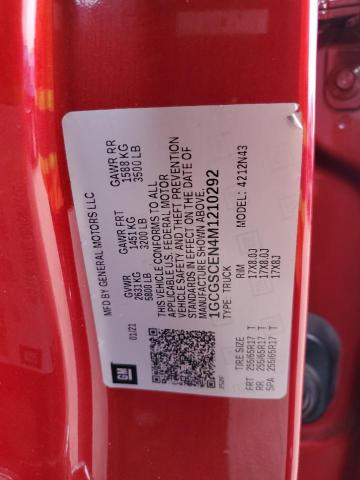 MFD BY GENERAL MOTORS LLC
01/21
GVWR
2631 KG
5800 LB
GAWR FRT
1451 KG
3200 LB
GAWR RR
1588 KG
3500 LB
THIS VEHICLE CONFORMS TO ALL
APPLICABLE U.S. FEDERAL MOTOR
VEHICLE SAFETY AND THEFT PREVENTION
STANDARDS IN EFFECT ON THE DATE OF
MANUFACTURE SHOWN ABOVE.
1GCGSCEN4M1210292
TYPE: TRUCK
MODEL: 4212N43
GM
TIRE SIZE RIM
FRT 255/65R17 T 17X8.0J
RR 255/65R17 T 17X8.0J
SPA 255/65R17 T 17X8J